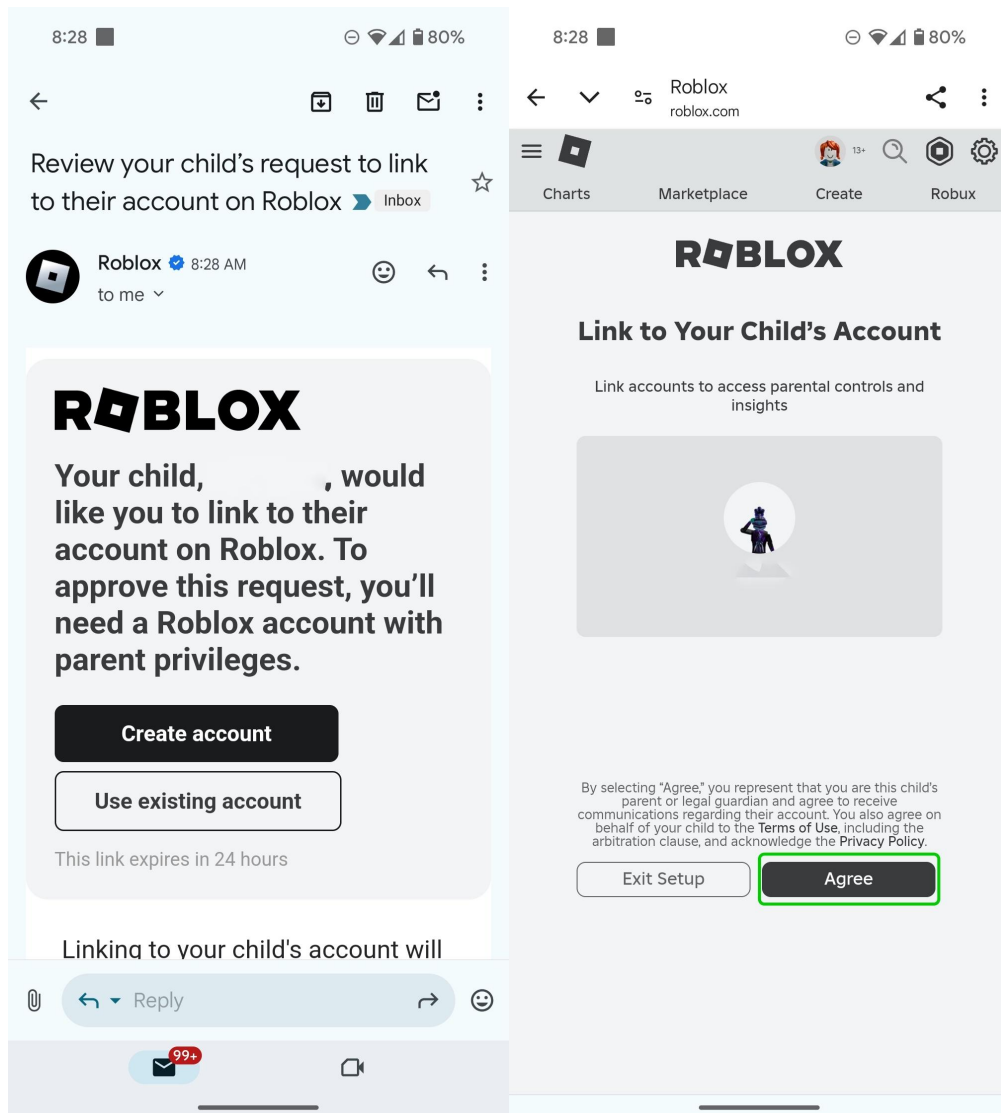 8:28
80%
Review your child's request to link
to their account on Roblox
Inbox
Roblox 8:28 AM
to me
ROBLOX
Your child, , would
like you to link to their
account on Roblox. To
approve this request, you'll
need a Roblox account with
parent privileges.
Create account
Use existing account
This link expires in 24 hours
Linking to your child's account will
Reply
99+
8:28
80%
Roblox
roblox.com
13+
Charts Marketplace Create Robux
ROBLOX
Link to Your Child's Account
Link accounts to access parental controls and
insights
By selecting "Agree," you represent that you are this child's
parent or legal guardian and agree to receive
communications regarding their account. You also agree on
behalf of your child to the Terms of Use, including the
arbitration clause, and acknowledge the Privacy Policy.
Exit Setup
Agree